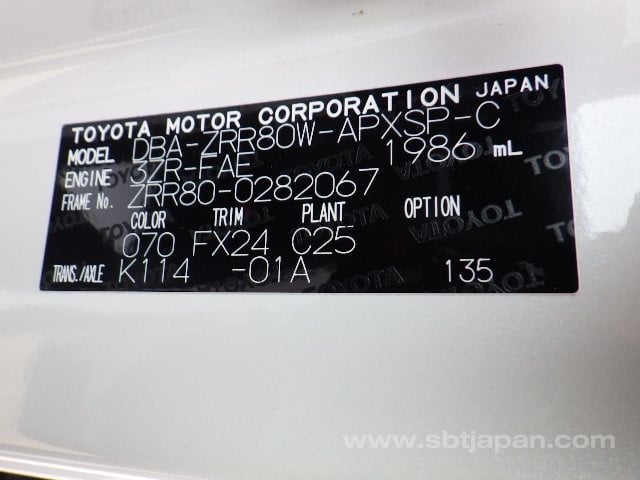 TOYOTA MOTOR CORPORATION JAPAN
MODEL DBA-ZRR80W-APXSP-C
ENGINE 3ZR-FAE 1986 mL
FRAME No. ZRR80-0282067
COLOR TRIM PLANT OPTION
070 FX24 C25
TRANS./AXLE K114 -01A 135
www.sbtjapan.com/